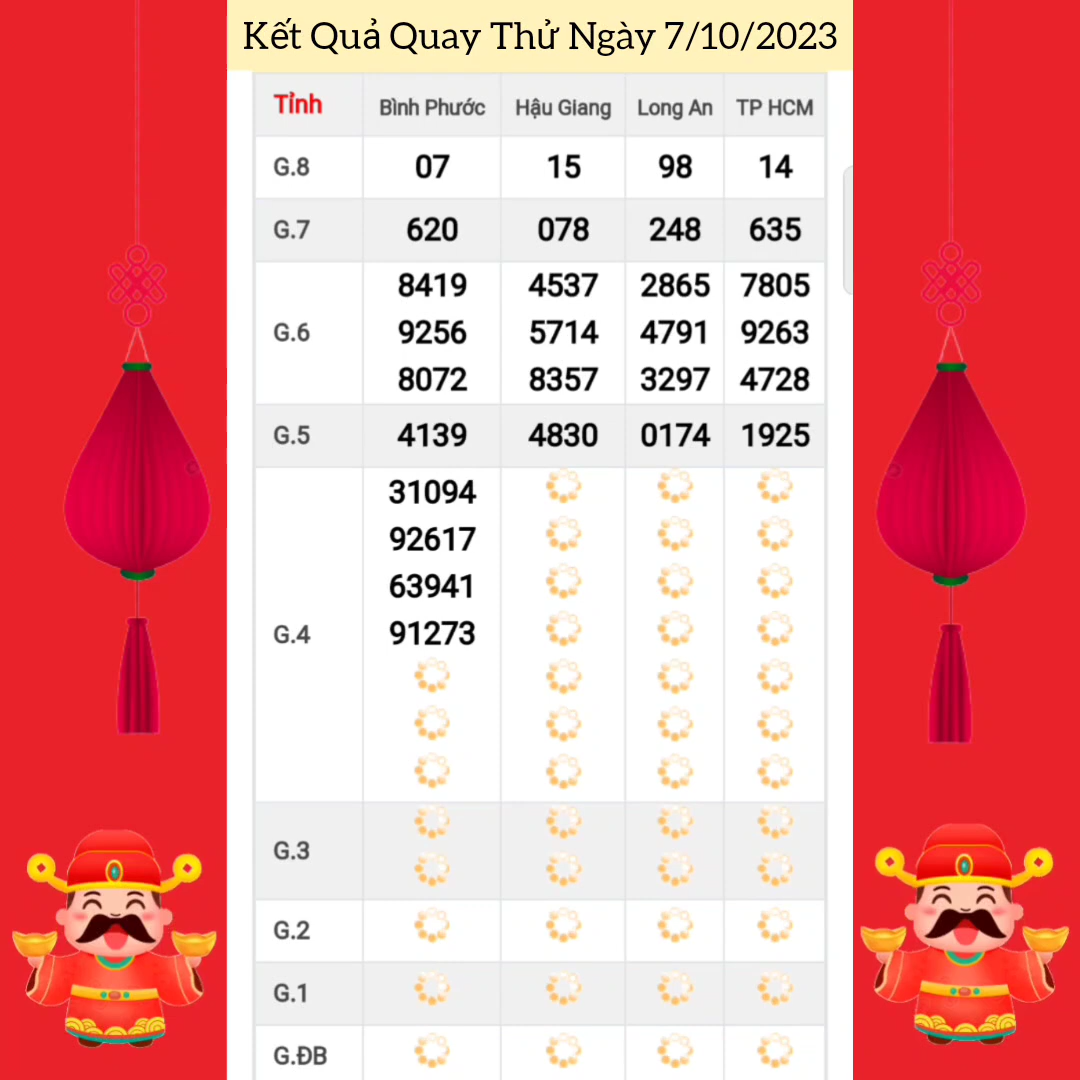 Kết Quả Quay Thử Ngày 7/10/2023
Tỉnh Bình Phước Hậu Giang Long An TP HCM
G.8 07 15 98 14
G.7 620 078 248 635
8419 4537 2865 7805
G.6 9256 5714 4791 9263
8072 8357 3297 4728
G.5 4139 4830 0174 1925
31094
92617
63941
G.4 91273
G.3
G.2
G.1
G.ĐB